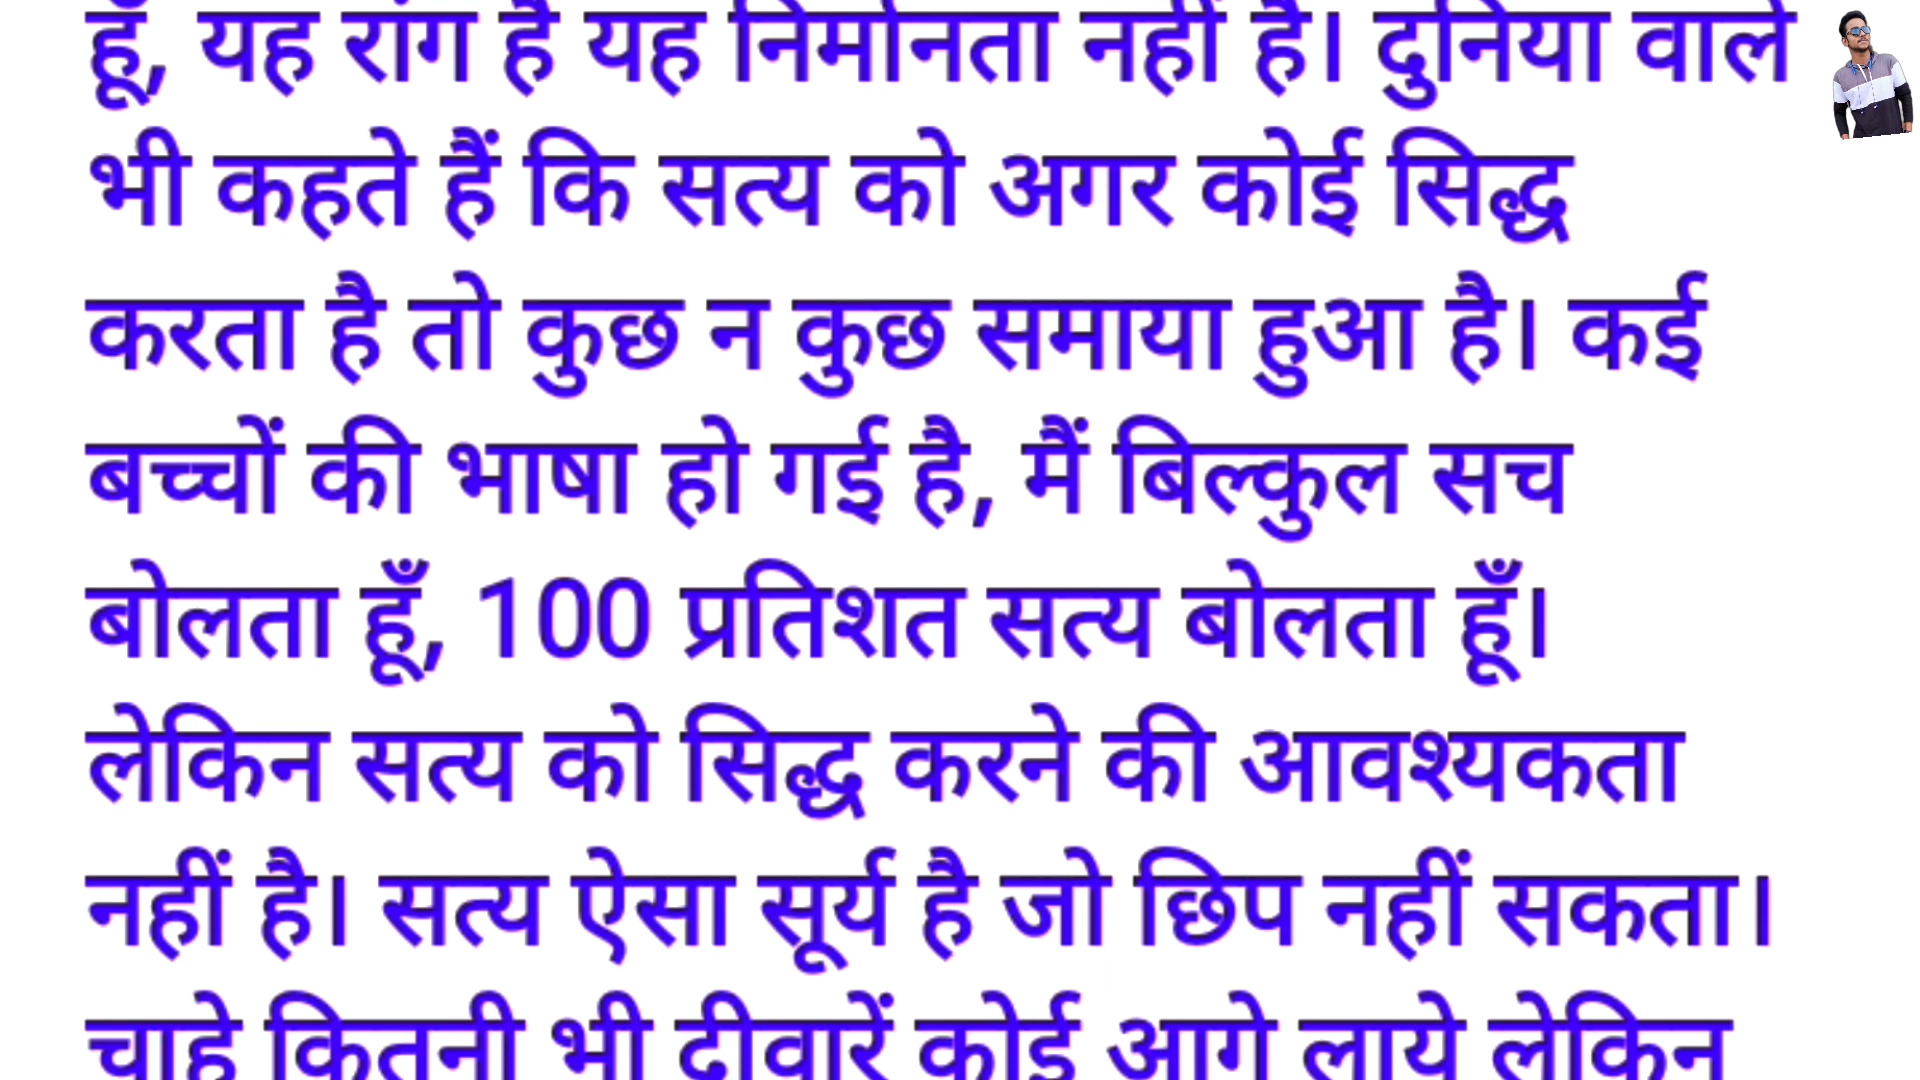 हूँ, यह रांग है यह निर्मानता नहीं है। दुनिया वाले
भी कहते हैं कि सत्य को अगर कोई सिद्ध
करता है तो कुछ न कुछ समाया हुआ है। कई
बच्चों की भाषा हो गई है, मैं बिल्कुल सच
बोलता हूँ, 100 प्रतिशत सत्य बोलता हूँ।
लेकिन सत्य को सिद्ध करने की आवश्यकता
नहीं है। सत्य ऐसा सूर्य है जो छिप नहीं सकता।
चाहे कितनी भी दीवारें कोई आगे लाये लेकिन